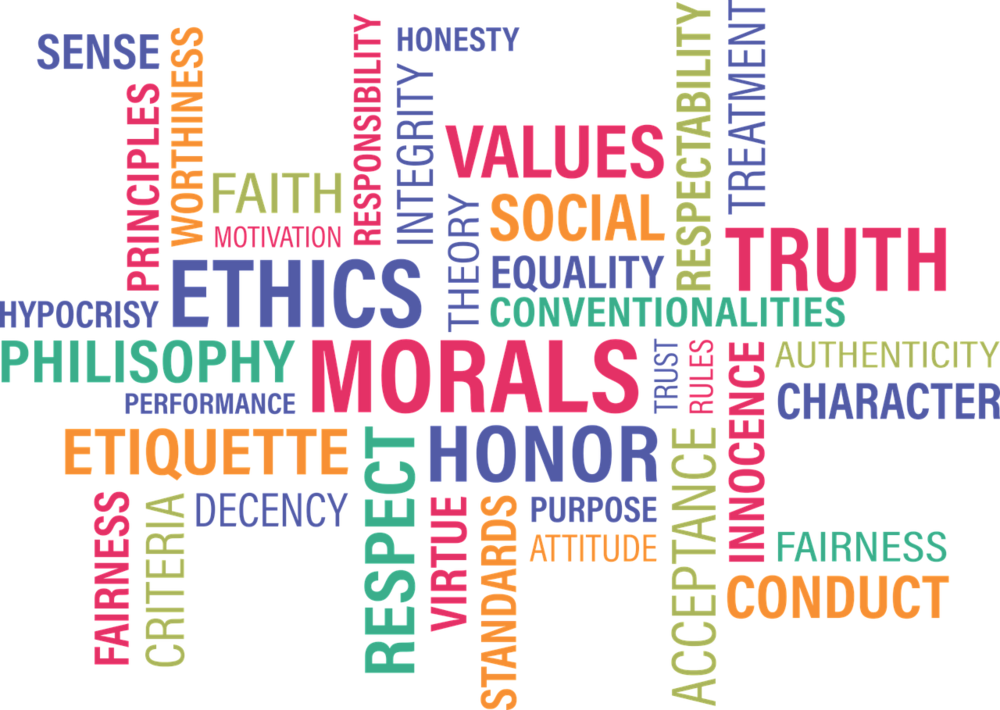 SENSE
PRINCIPLES
WORTHINESS
FAITH
MOTIVATION
RESPONSIBILITY
HONESTY
INTEGRITY
VALUES
THEORY
SOCIAL
EQUALITY
CONVENTIONALITIES
RESPECTABILITY
TREATMENT
TRUTH
HYPOCRISY
ETHICS
PHILISOPHY
PERFORMANCE
MORALS
TRUST
RULES
INNOCENCE
AUTHENTICITY
CHARACTER
ETIQUETTE
RESPECT
HONOR
ACCEPTANCE
FAIRNESS
CRITERIA
DECENCY
VIRTUE
STANDARDS
PURPOSE
ATTITUDE
FAIRNESS
CONDUCT